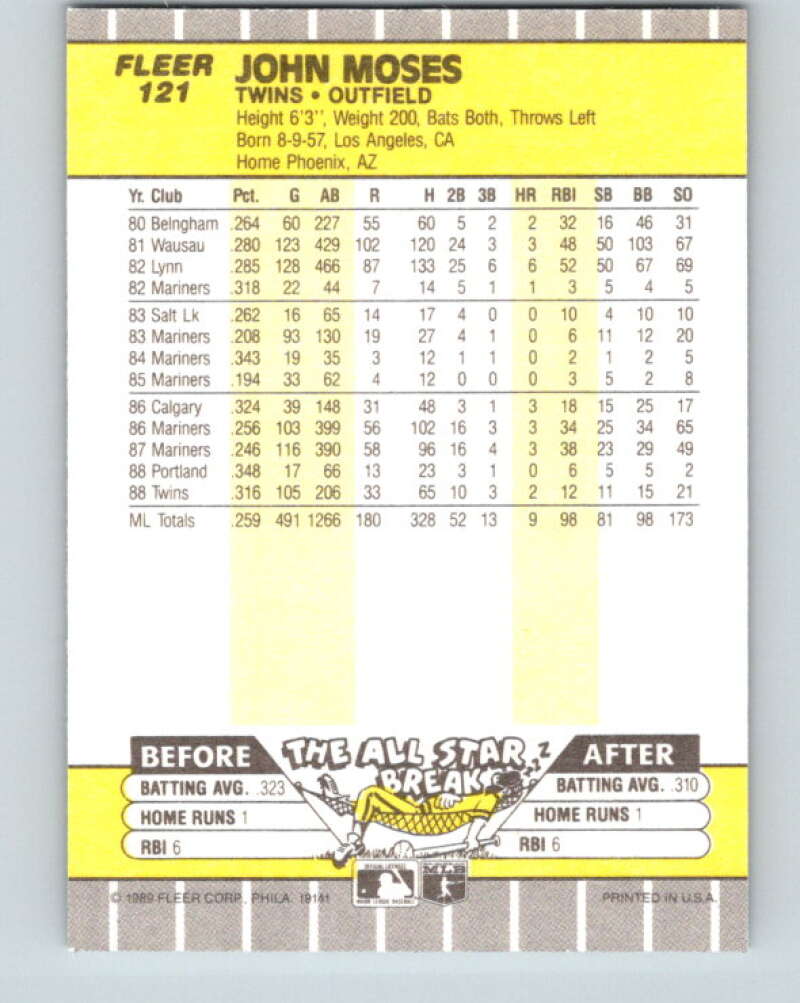 FLEER
121
JOHN MOSES
TWINS • OUTFIELD
Height 6'3'', Weight 200, Bats Both, Throws Left
Born 8-9-57, Los Angeles, CA
Home Phoenix, AZ
Yr. Club Pct. G AB R H 2B 3B HR RBI SB BB SO
80 Belngham .264 60 227 55 60 5 2 2 32 16 46 31
81 Wausau .280 123 429 102 120 24 3 3 48 50 103 67
82 Lynn .285 128 466 87 133 25 6 6 52 50 67 69
82 Mariners .318 22 44 7 14 5 1 1 3 5 4 5
83 Salt Lk .262 16 65 14 17 4 0 0 10 4 10 10
83 Mariners .208 93 130 19 27 4 1 0 6 11 12 20
84 Mariners .343 19 35 3 12 1 1 0 2 1 2 5
85 Mariners .194 33 62 4 12 0 0 0 3 5 2 8
86 Calgary .324 39 148 31 48 3 1 3 18 15 25 17
86 Mariners .256 103 399 56 102 16 3 3 34 25 34 65
87 Mariners .246 116 390 58 96 16 4 3 38 23 29 49
88 Portland .348 17 66 13 23 3 1 0 6 5 5 2
88 Twins .316 105 206 33 65 10 3 2 12 11 15 21
ML Totals .259 491 1266 180 328 52 13 9 98 81 98 173
BEFORE
THE ALL STAR
BREAK
ZZZ
AFTER
BATTING AVG. .323
HOME RUNS 1
RBI 6
BATTING AVG. .310
HOME RUNS 1
RBI 6
OFFICIAL LICENSEE
MAJOR LEAGUE BASEBALL
MLB
© 1989 FLEER CORP., PHILA. 19141
PRINTED IN U.S.A.